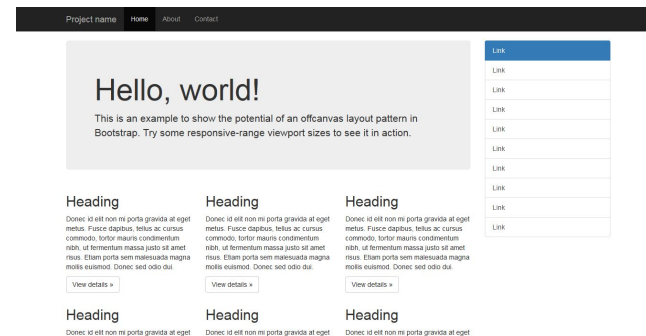 Project name Home About Contact
Hello, world!
This is an example to show the potential of an offcanvas layout pattern in
Bootstrap. Try some responsive-range viewport sizes to see it in action.
Link
Link
Link
Link
Link
Link
Link
Link
Link
Link
Heading
Donec id elit non mi porta gravida at eget
metus. Fusce dapibus, tellus ac cursus
commodo, tortor mauris condimentum
nibh, ut fermentum massa justo sit amet
risus. Etiam porta sem malesuada magna
mollis euismod. Donec sed odio dui.
View details »
Heading
Donec id elit non mi porta gravida at eget
metus. Fusce dapibus, tellus ac cursus
commodo, tortor mauris condimentum
nibh, ut fermentum massa justo sit amet
risus. Etiam porta sem malesuada magna
mollis euismod. Donec sed odio dui.
View details »
Heading
Donec id elit non mi porta gravida at eget
metus. Fusce dapibus, tellus ac cursus
commodo, tortor mauris condimentum
nibh, ut fermentum massa justo sit amet
risus. Etiam porta sem malesuada magna
mollis euismod. Donec sed odio dui.
View details »
Heading
Donec id elit non mi porta gravida at eget
Heading
Donec id elit non mi porta gravida at eget
Heading
Donec id elit non mi porta gravida at eget